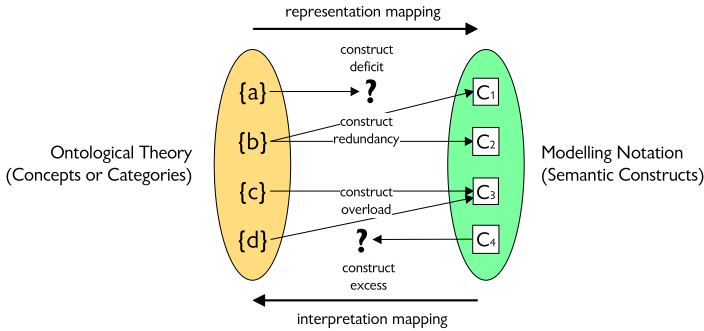 representation mapping
construct
deficit
{a}
?
C1
construct
redundancy
{b}
C2
Ontological Theory
(Concepts or Categories)
Modelling Notation
(Semantic Constructs)
{c}
construct
overload
C3
{d}
?
C4
construct
excess
interpretation mapping